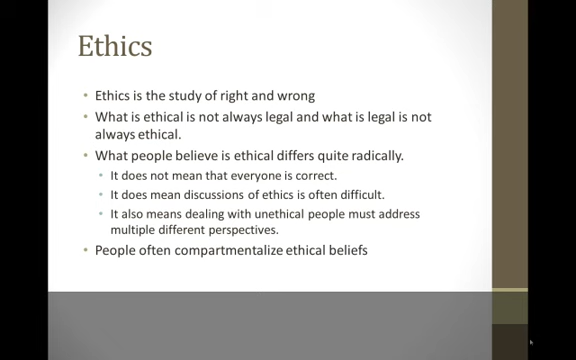 Ethics
• Ethics is the study of right and wrong
• What is ethical is not always legal and what is legal is not
always ethical.
• What people believe is ethical differs quite radically.
• It does not mean that everyone is correct.
• It does mean discussions of ethics is often difficult.
• It also means dealing with unethical people must address
multiple different perspectives.
• People often compartmentalize ethical beliefs